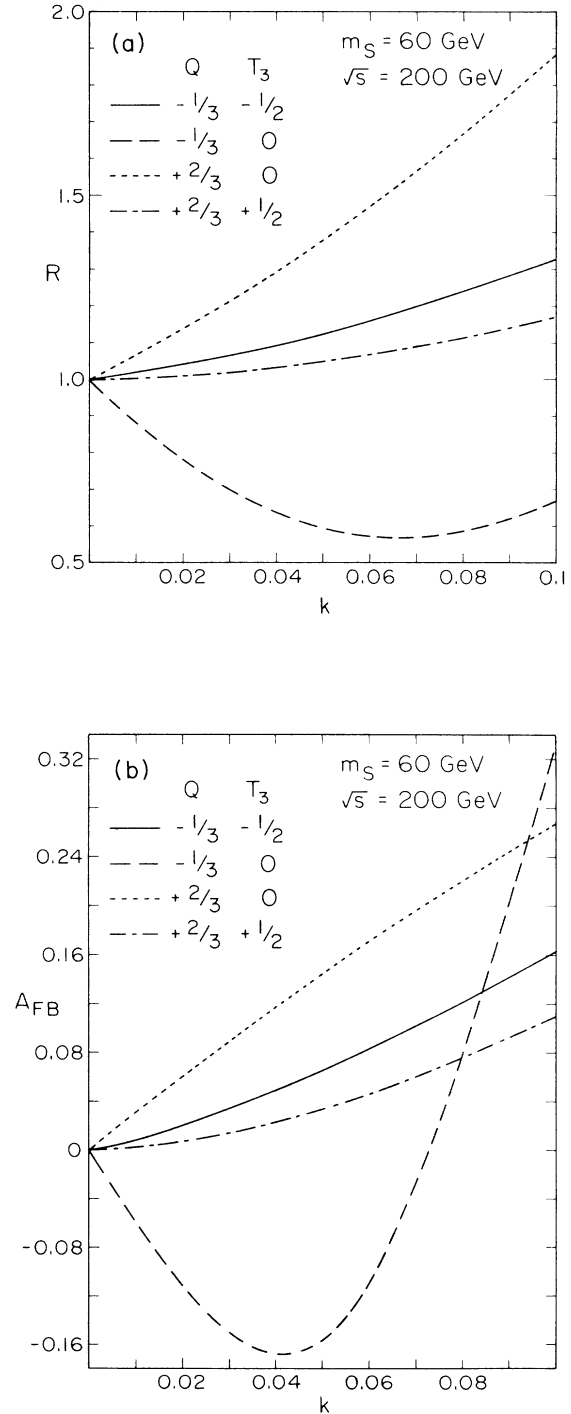 2.0
(a)
m_S = 60 GeV
Q T_3
√s = 200 GeV
-1/3 -1/2
-1/3 0
+2/3 0
1.5
+2/3 +1/2
R
1.0
0.5
0.02 0.04 0.06 0.08 0.1
k
0.32
(b)
m_S = 60 GeV
Q T_3
√s = 200 GeV
-1/3 -1/2
-1/3 0
0.24
+2/3 0
+2/3 +1/2
0.16
A_FB
0.08
0
-0.08
-0.16
0.02 0.04 0.06 0.08
k